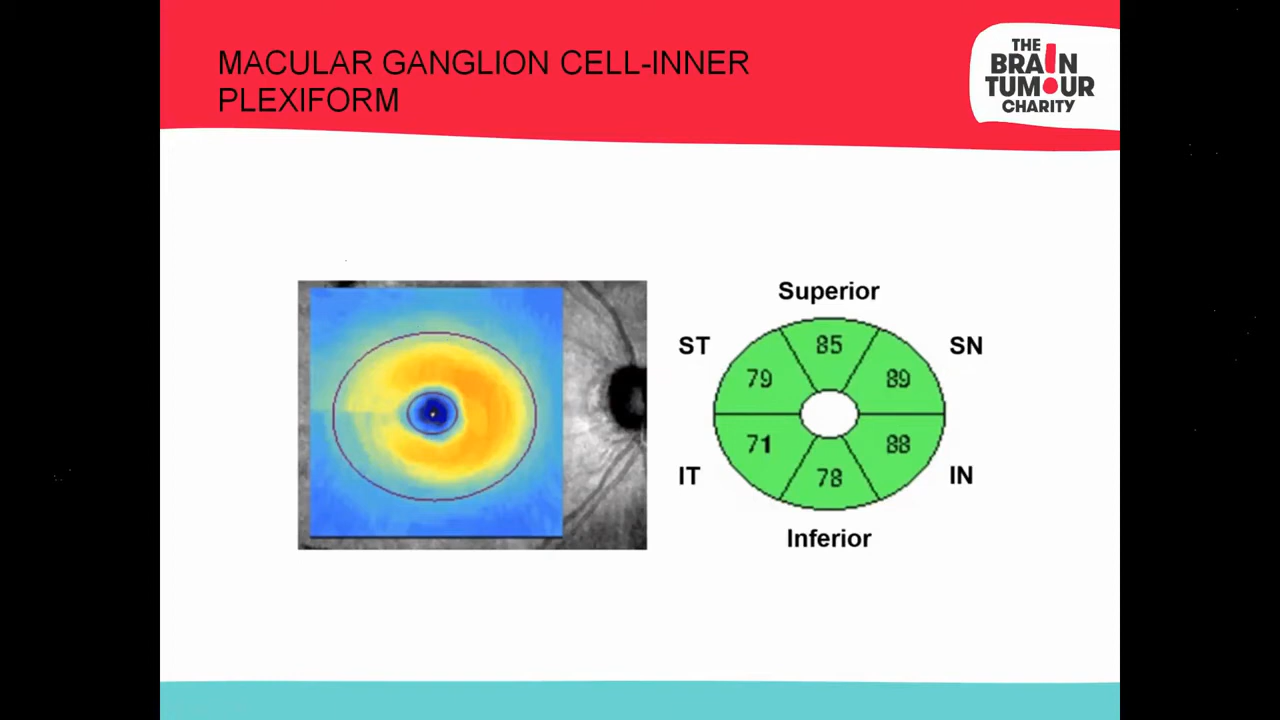 MACULAR GANGLION CELL-INNER
PLEXIFORM
THE
BRAIN
TUMOUR
CHARITY
Superior
ST
85
SN
79
89
71
88
IT
78
IN
Inferior